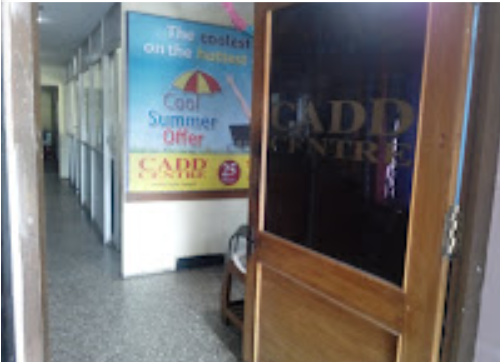 The coolest
on the hottest
Cool
Summer
Offer
CADD
CENTRE
25
CADD
CENTRE